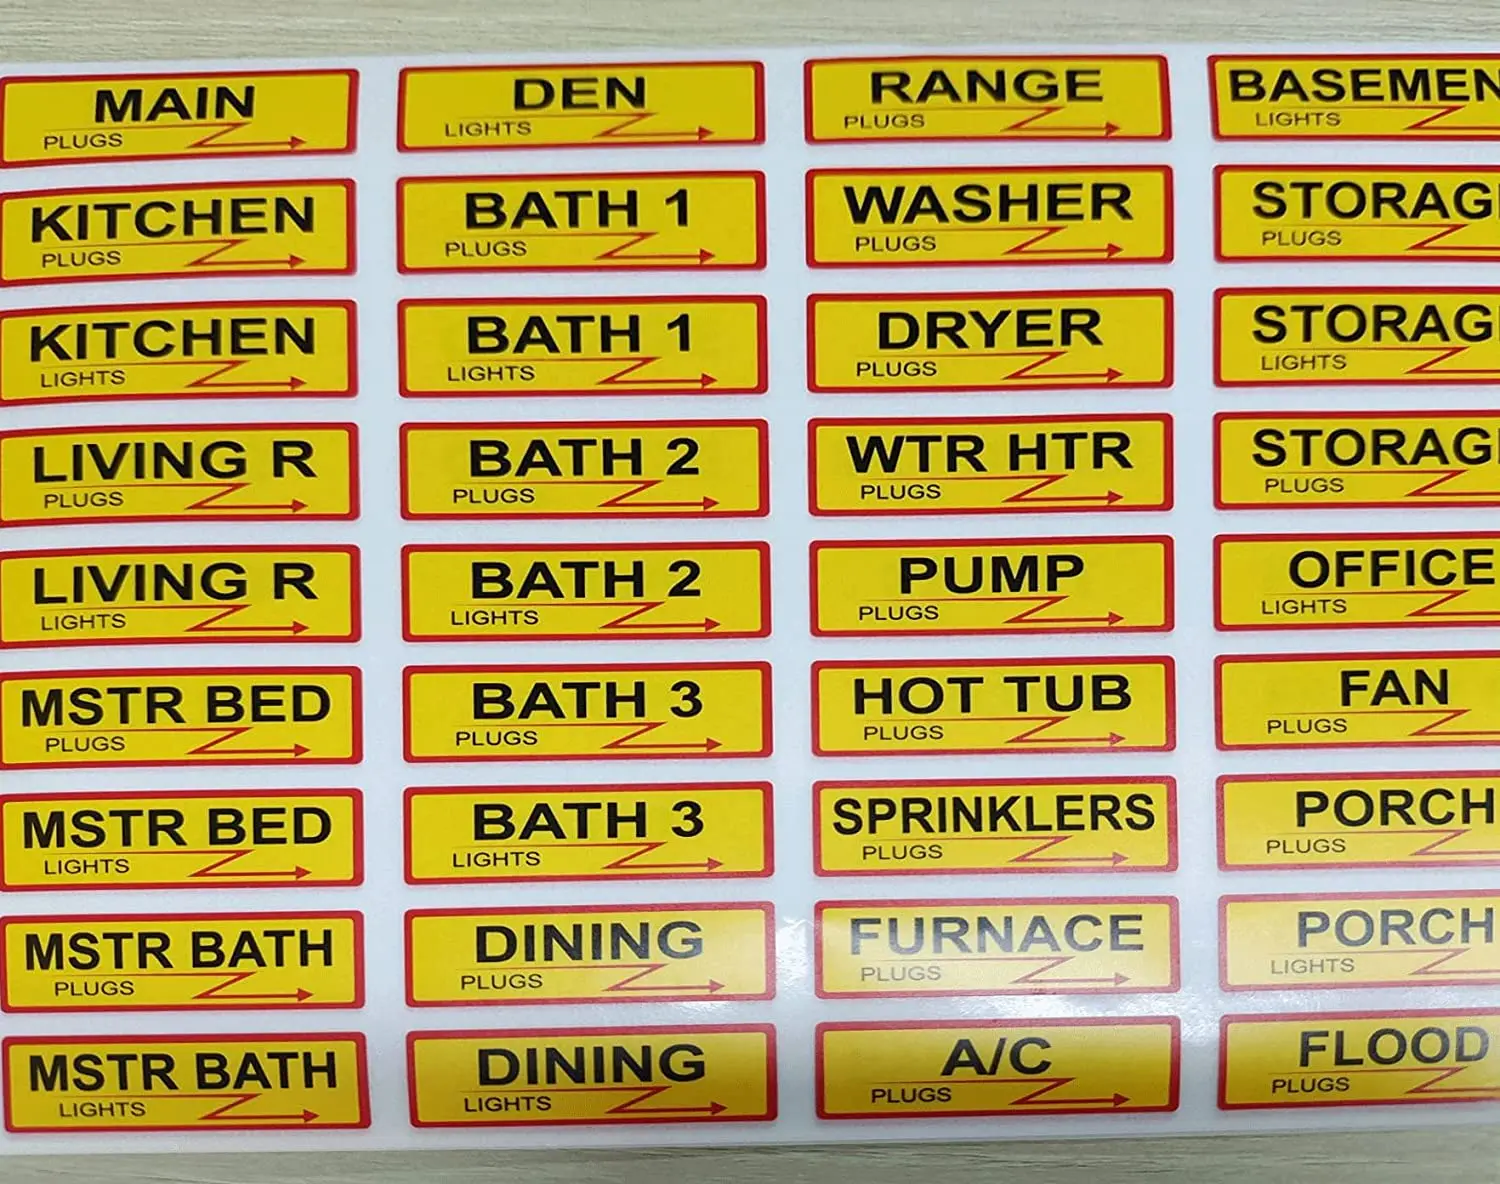 MAIN
PLUGS
DEN
LIGHTS
RANGE
PLUGS
BASEMEN
LIGHTS
KITCHEN
PLUGS
BATH 1
PLUGS
WASHER
PLUGS
STORAG
PLUGS
KITCHEN
LIGHTS
BATH 1
LIGHTS
DRYER
PLUGS
STORAG
LIGHTS
LIVING R
PLUGS
BATH 2
PLUGS
WTR HTR
PLUGS
STORAG
PLUGS
LIVING R
LIGHTS
BATH 2
LIGHTS
PUMP
PLUGS
OFFICE
LIGHTS
MSTR BED
PLUGS
BATH 3
PLUGS
HOT TUB
PLUGS
FAN
PLUGS
MSTR BED
LIGHTS
BATH 3
LIGHTS
SPRINKLERS
PLUGS
PORCH
PLUGS
MSTR BATH
PLUGS
DINING
PLUGS
FURNACE
PLUGS
PORCH
LIGHTS
MSTR BATH
LIGHTS
DINING
LIGHTS
A/C
PLUGS
FLOOD
PLUGS